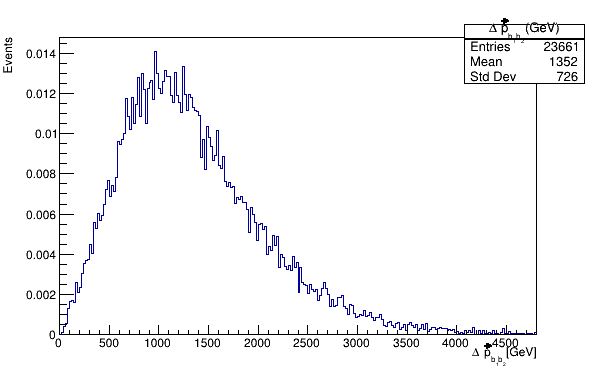 Δ p⃗ b₁b₂ (GeV)
Entries 23661
Mean 1352
Std Dev 726
Events
0.014
0.012
0.01
0.008
0.006
0.004
0.002
0
0 500 1000 1500 2000 2500 3000 3500 4000 4500
Δ p⃗ b₁b₂ [GeV]